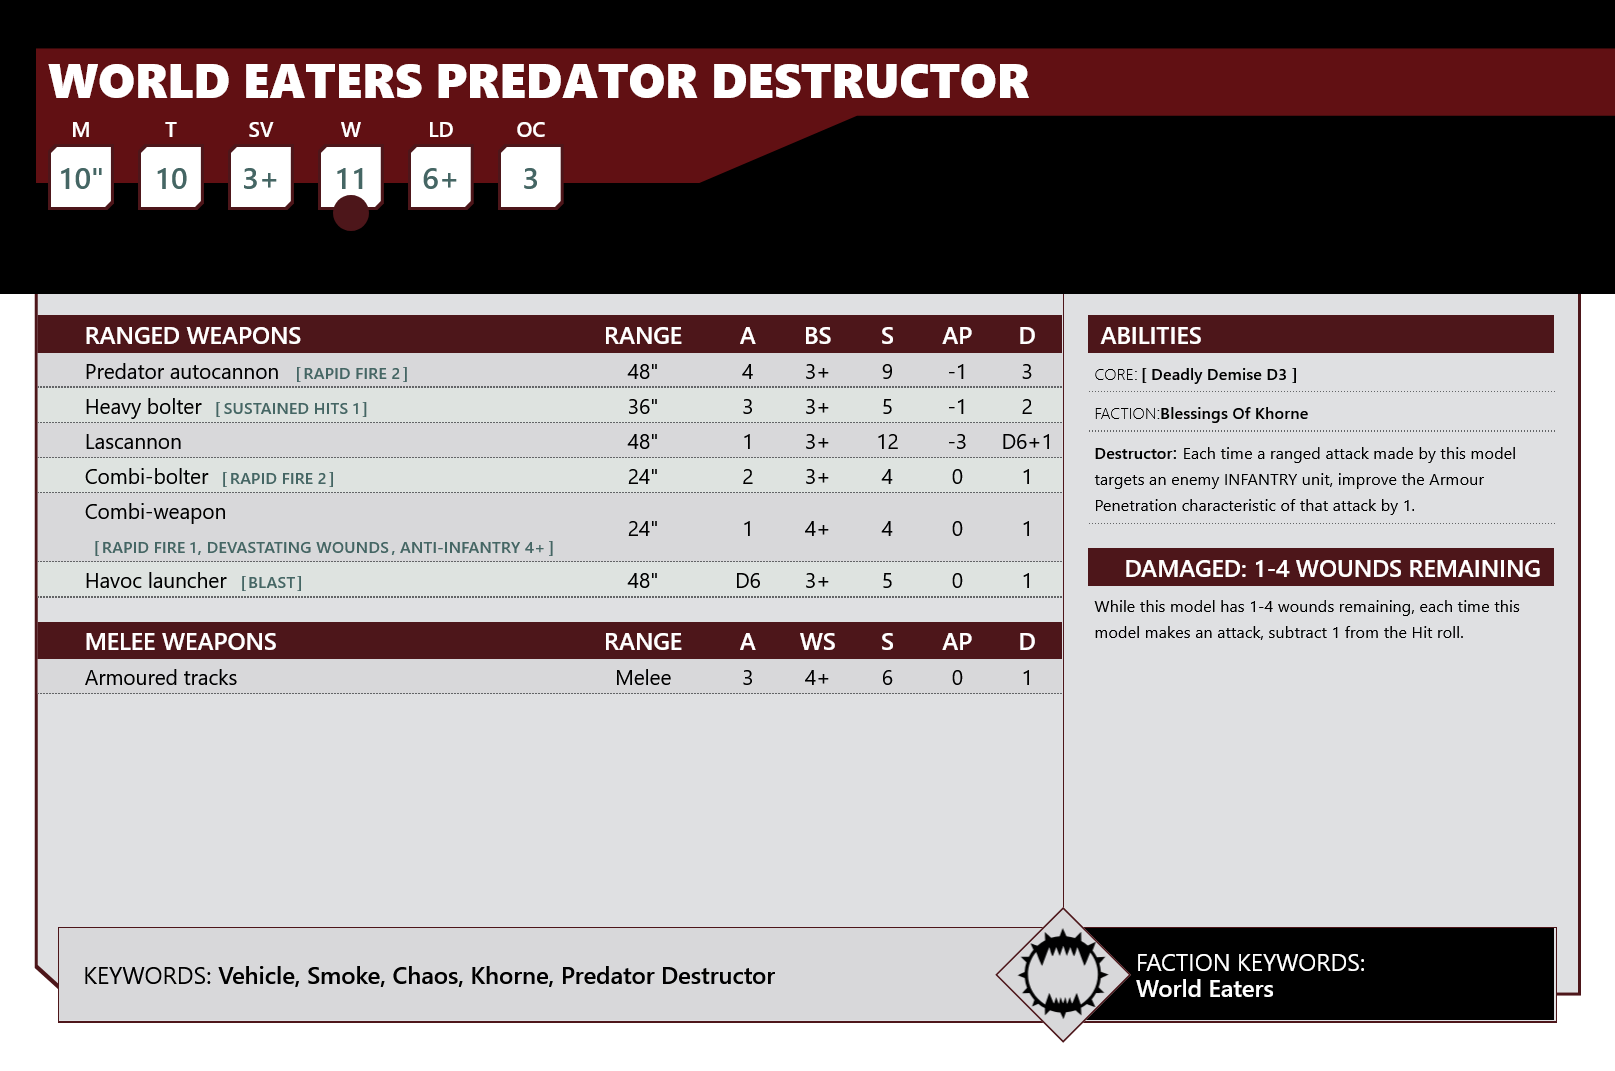 WORLD EATERS PREDATOR DESTRUCTOR
M T SV W LD OC
10" 10 3+ 11 6+ 3
RANGED WEAPONS RANGE A BS S AP D
Predator autocannon [RAPID FIRE 2] 48" 4 3+ 9 -1 3
Heavy bolter [SUSTAINED HITS 1] 36" 3 3+ 5 -1 2
Lascannon 48" 1 3+ 12 -3 D6+1
Combi-bolter [RAPID FIRE 2] 24" 2 3+ 4 0 1
Combi-weapon 24" 1 4+ 4 0 1
[RAPID FIRE 1, DEVASTATING WOUNDS, ANTI-INFANTRY 4+]
Havoc launcher [BLAST] 48" D6 3+ 5 0 1
MELEE WEAPONS RANGE A WS S AP D
Armoured tracks Melee 3 4+ 6 0 1
ABILITIES
CORE: [ Deadly Demise D3 ]
FACTION:Blessings Of Khorne
Destructor: Each time a ranged attack made by this model
targets an enemy INFANTRY unit, improve the Armour
Penetration characteristic of that attack by 1.
DAMAGED: 1-4 WOUNDS REMAINING
While this model has 1-4 wounds remaining, each time this
model makes an attack, subtract 1 from the Hit roll.
KEYWORDS: Vehicle, Smoke, Chaos, Khorne, Predator Destructor
FACTION KEYWORDS:
World Eaters